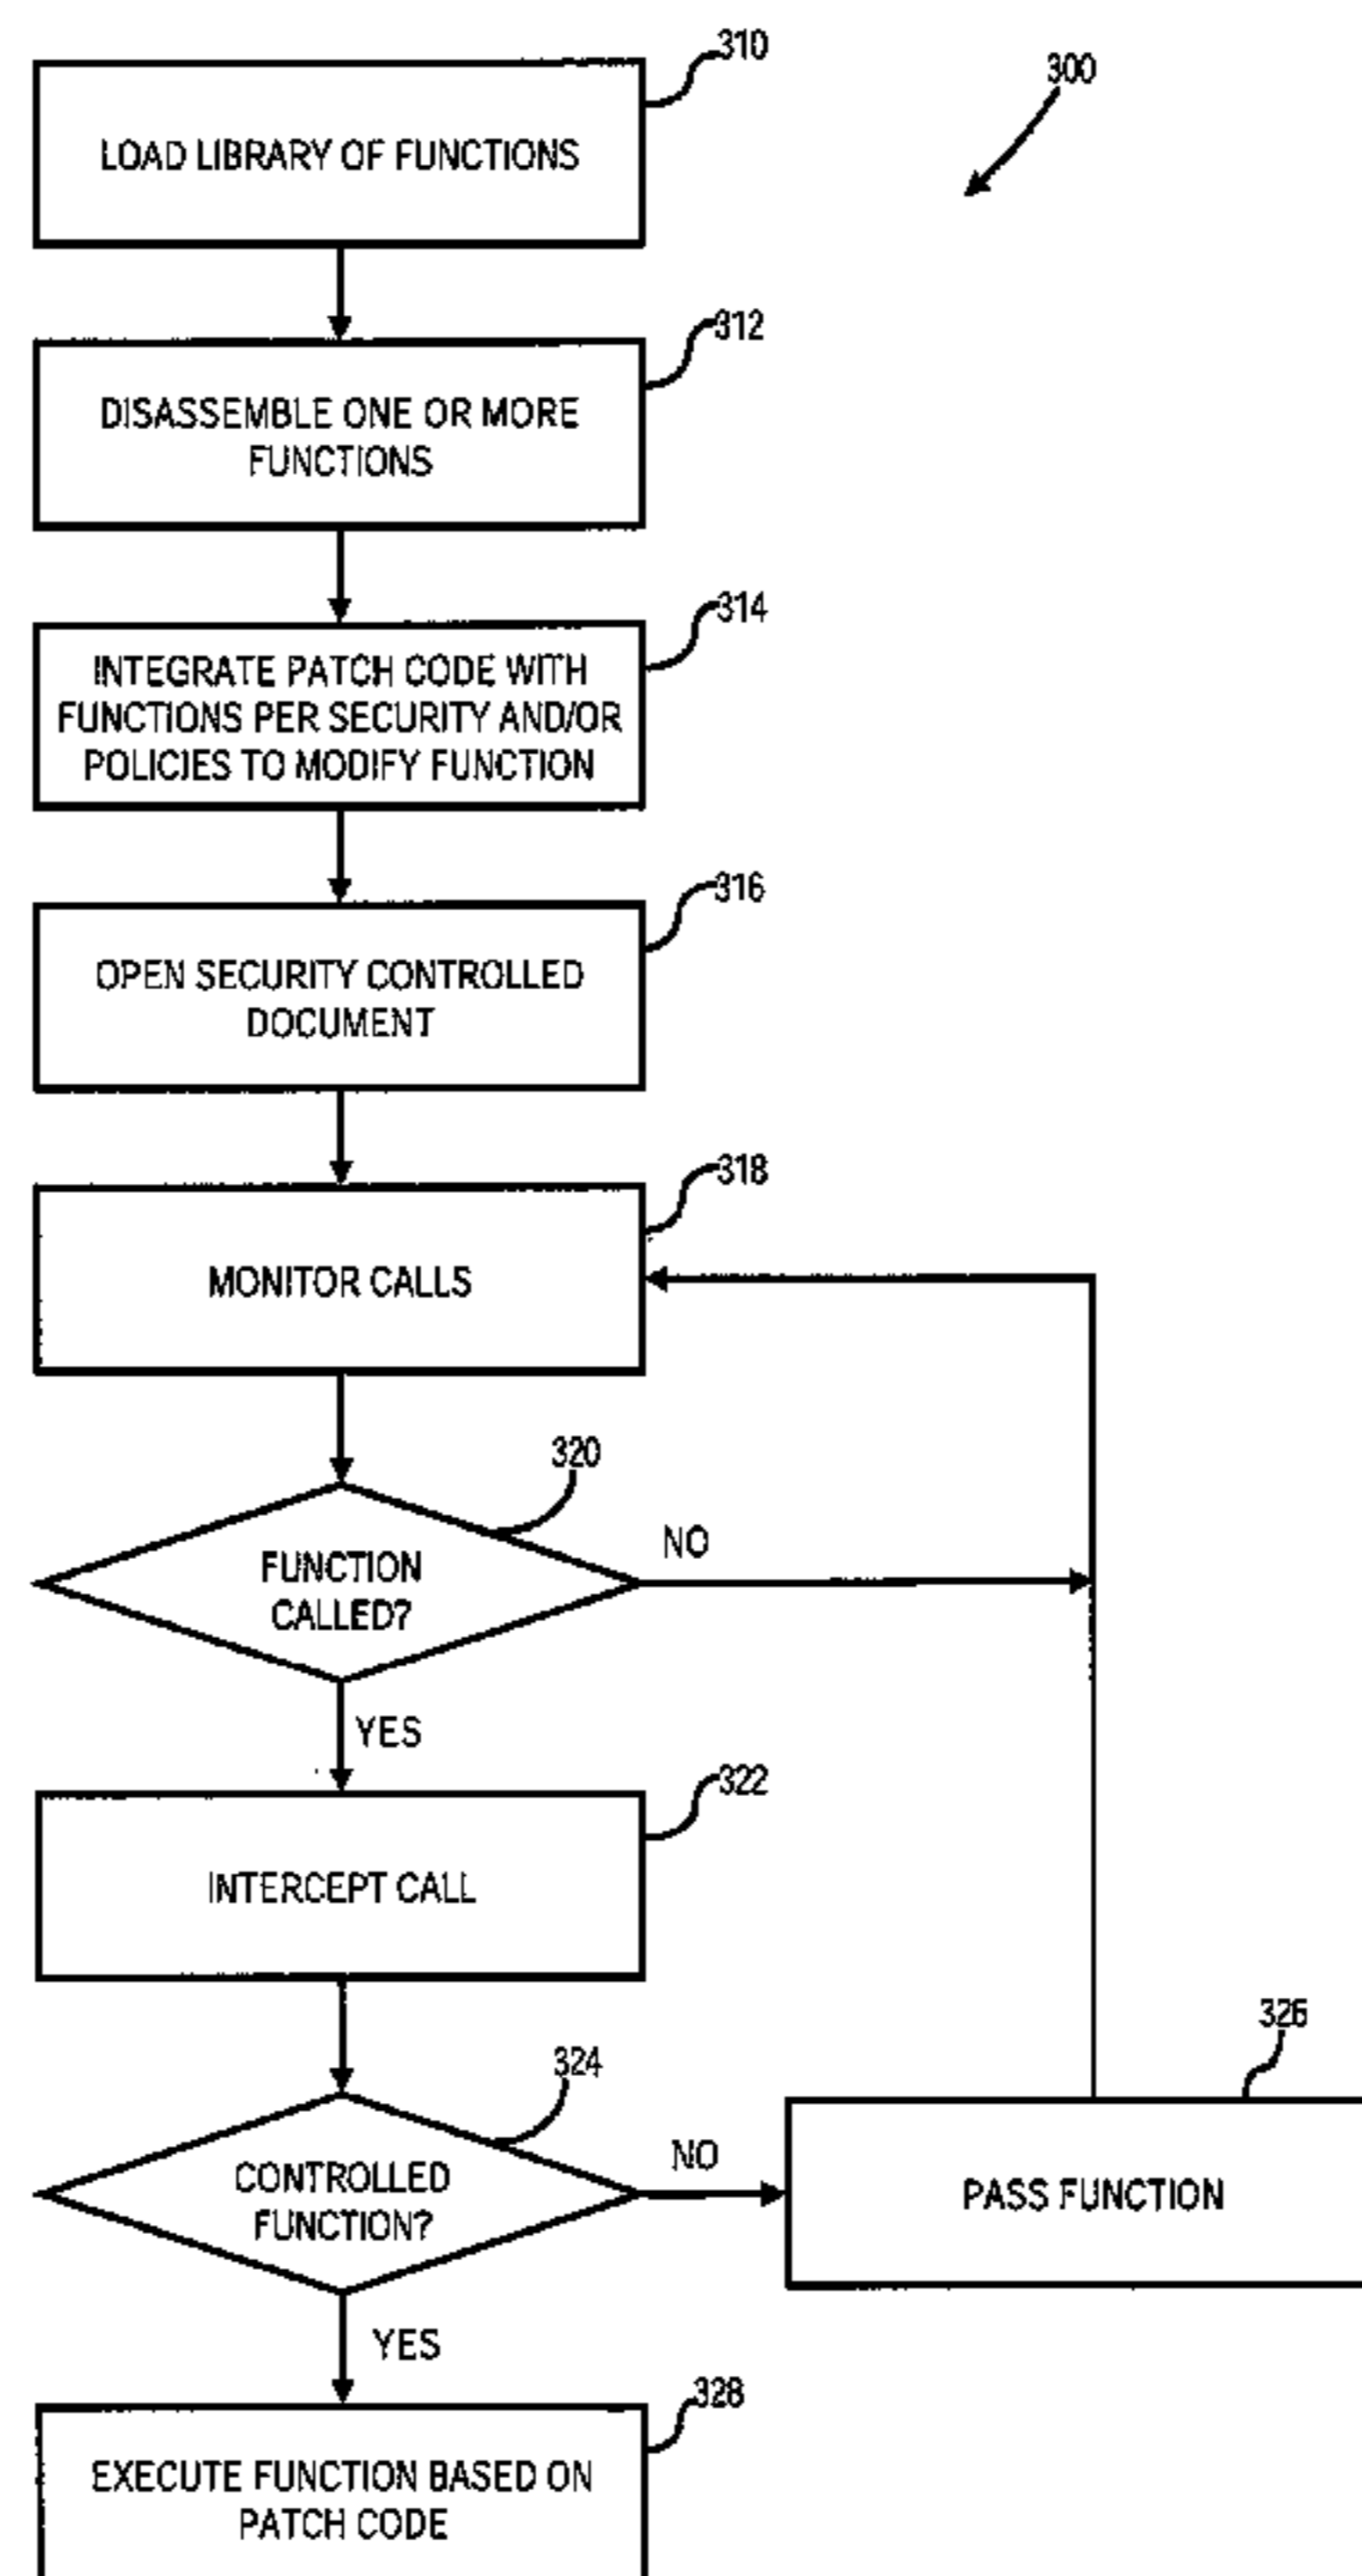 310
300
LOAD LIBRARY OF FUNCTIONS
312
DISASSEMBLE ONE OR MORE
FUNCTIONS
314
INTEGRATE PATCH CODE WITH
FUNCTIONS PER SECURITY AND/OR
POLICIES TO MODIFY FUNCTION
316
OPEN SECURITY CONTROLLED
DOCUMENT
318
MONITOR CALLS
320
NO
FUNCTION
CALLED?
YES
322
INTERCEPT CALL
326
324
NO
CONTROLLED
FUNCTION?
PASS FUNCTION
YES
328
EXECUTE FUNCTION BASED ON
PATCH CODE